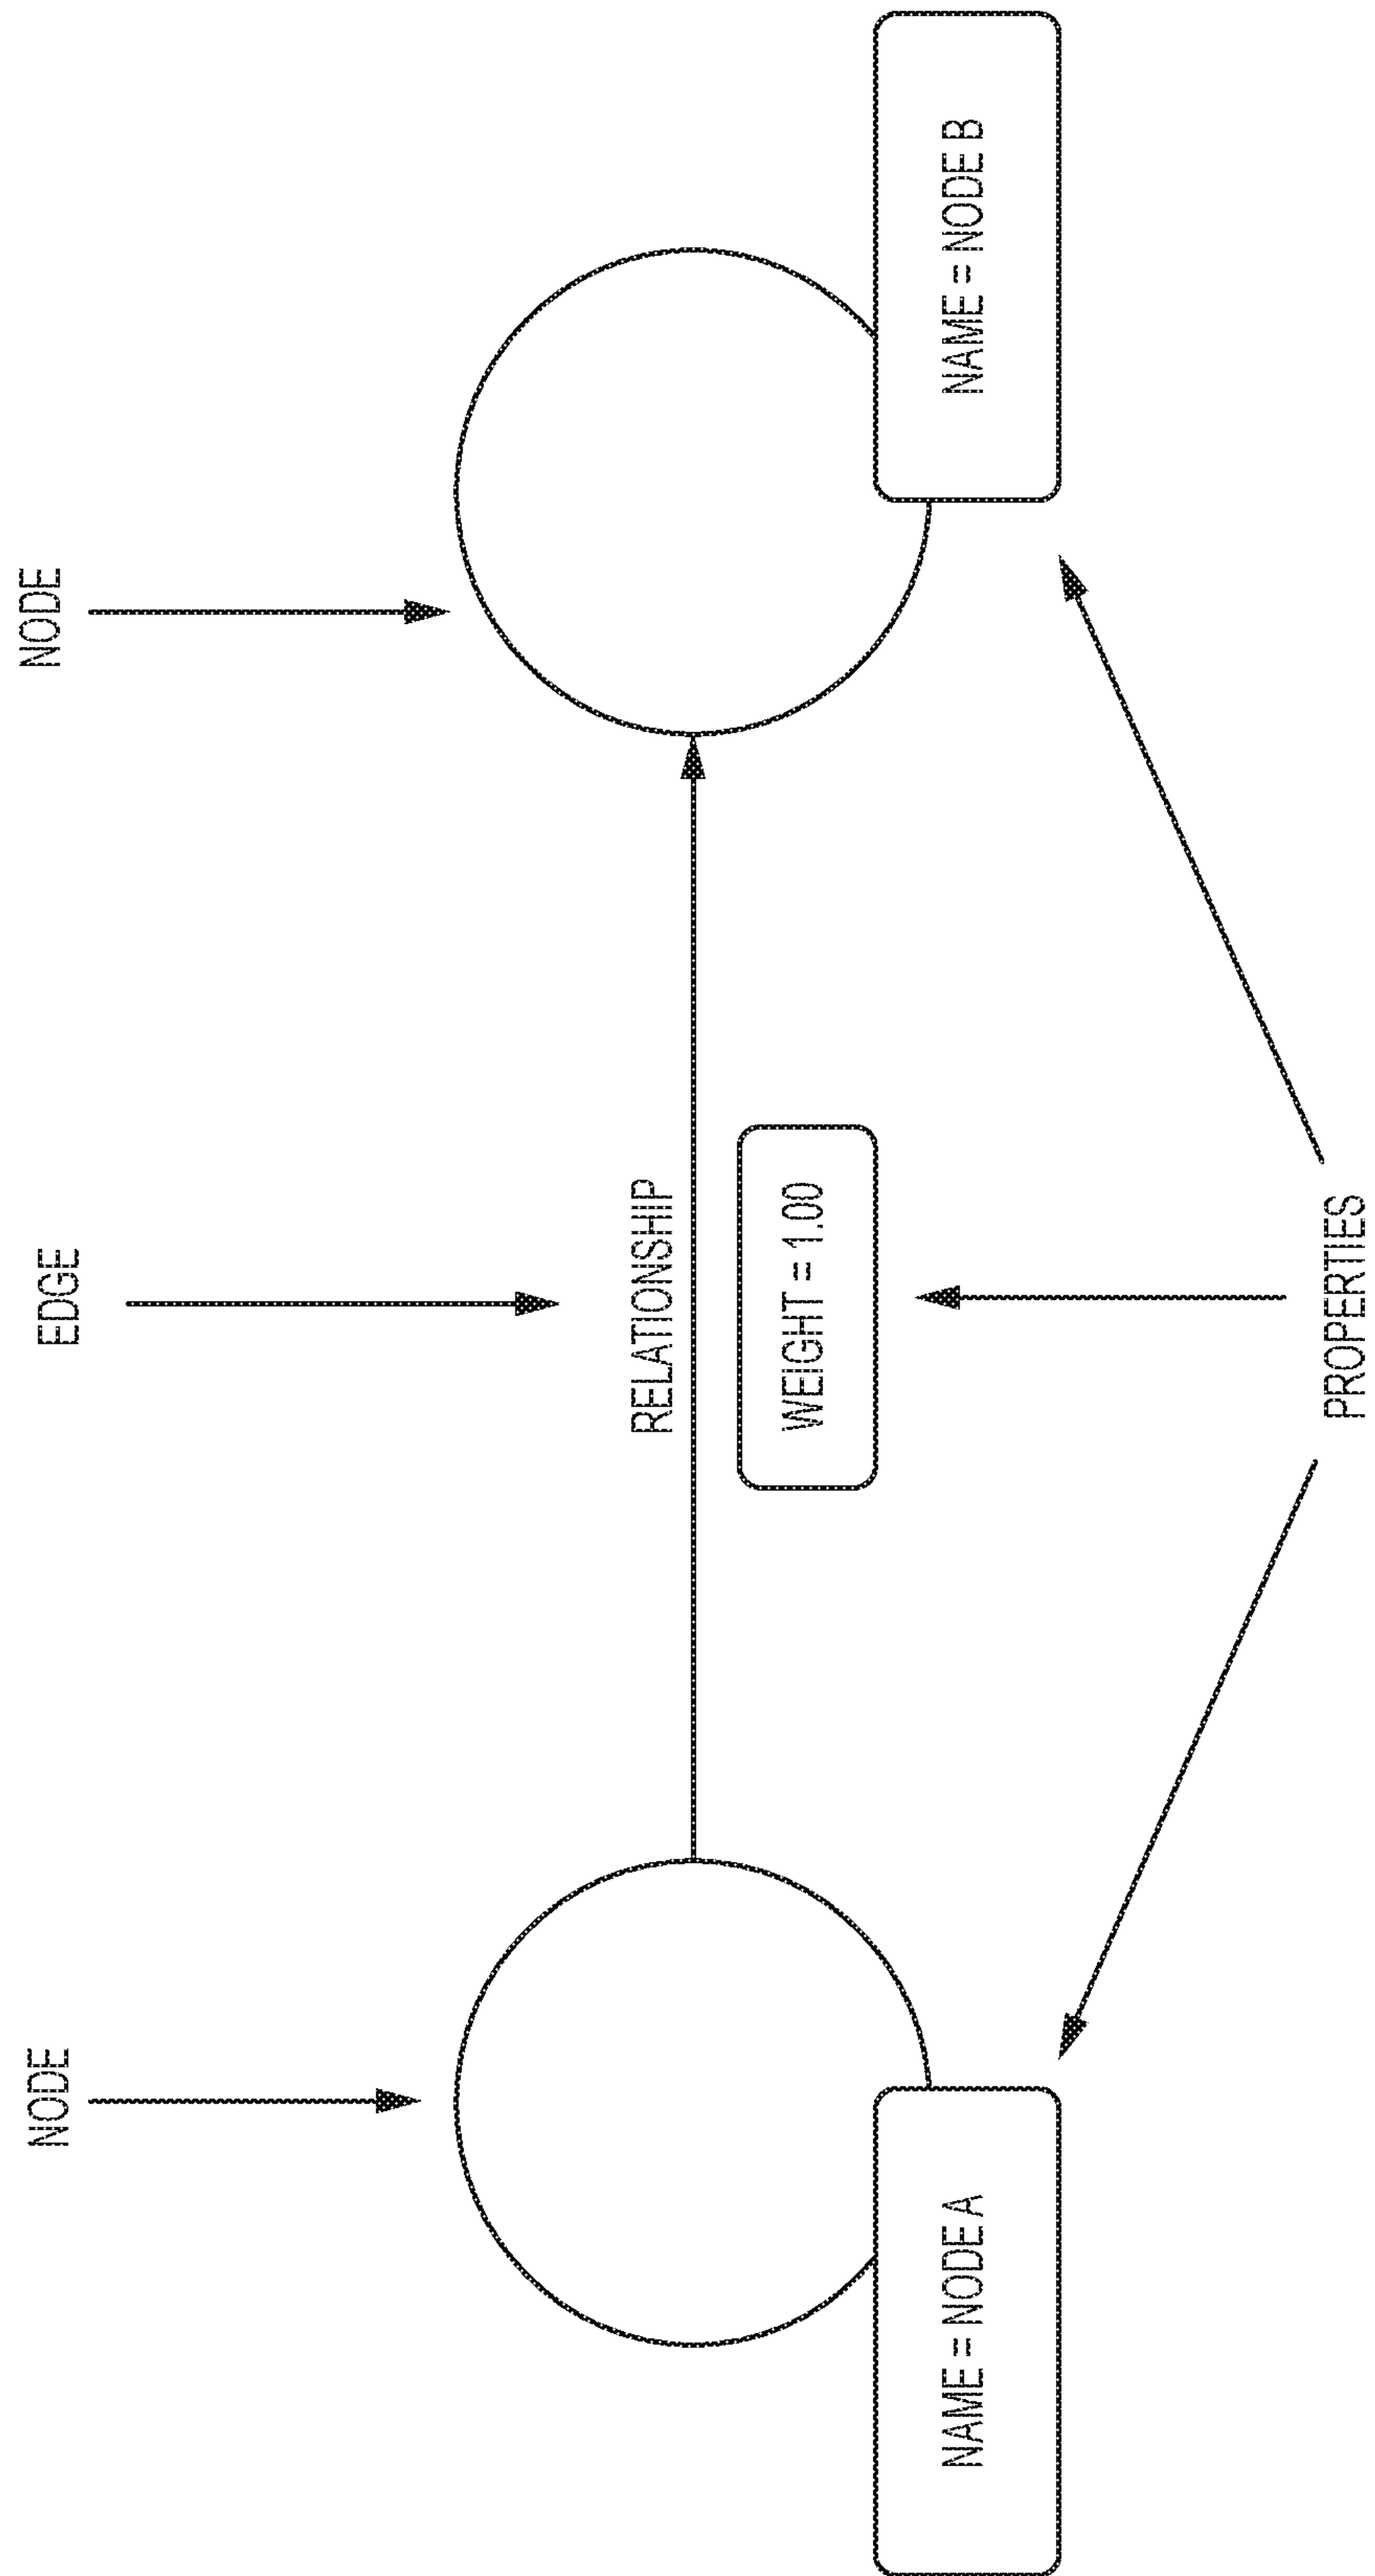 NODE
EDGE
NODE
RELATIONSHIP
WEIGHT = 1.00
NAME = NODE A
NAME = NODE B
PROPERTIES